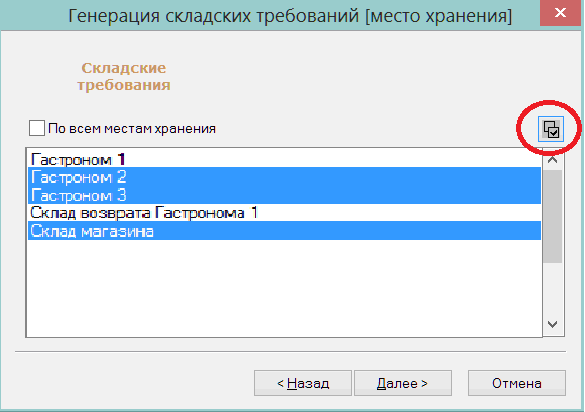 Генерация складских требований [место хранения]
Складские
требования
По всем местам хранения
Гастроном 1
Гастроном 2
Гастроном 3
Склад возврата Гастронома 1
Склад магазина
< Назад Далее > Отмена